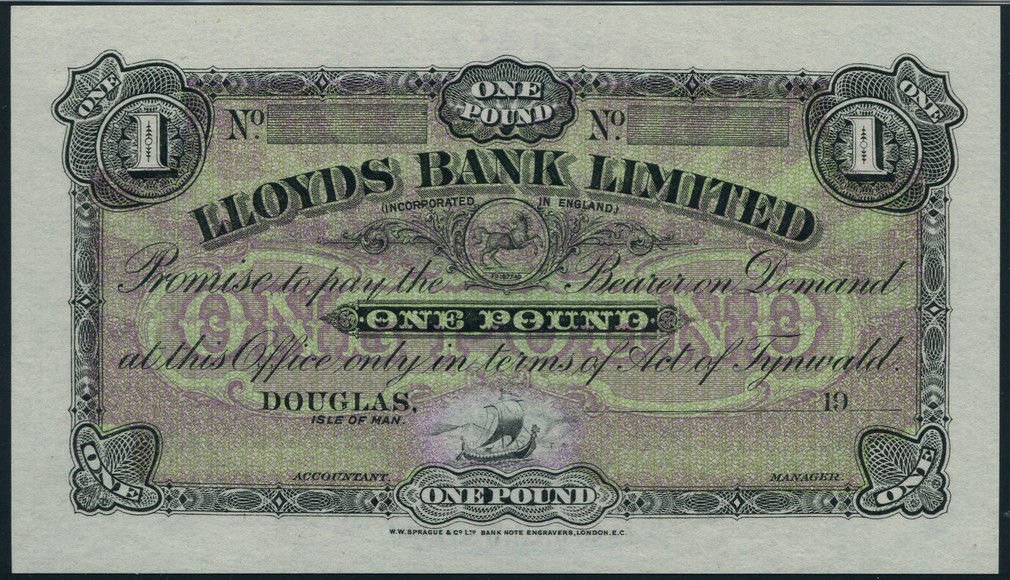 ONE ONE POUND ONE
1 Nº. Nº. 1
LLOYDS BANK LIMITED
(INCORPORATED IN ENGLAND.)
Promise to pay the Bearer on Demand
ONE POUND
ONE POUND
at this Office only in terms of Act of Tynwald.
DOUGLAS, 19
ISLE OF MAN.
ACCOUNTANT. MANAGER.
ONE ONE POUND ONE
W.W. SPRAGUE & Cº LTD BANK NOTE ENGRAVERS, LONDON, E.C.